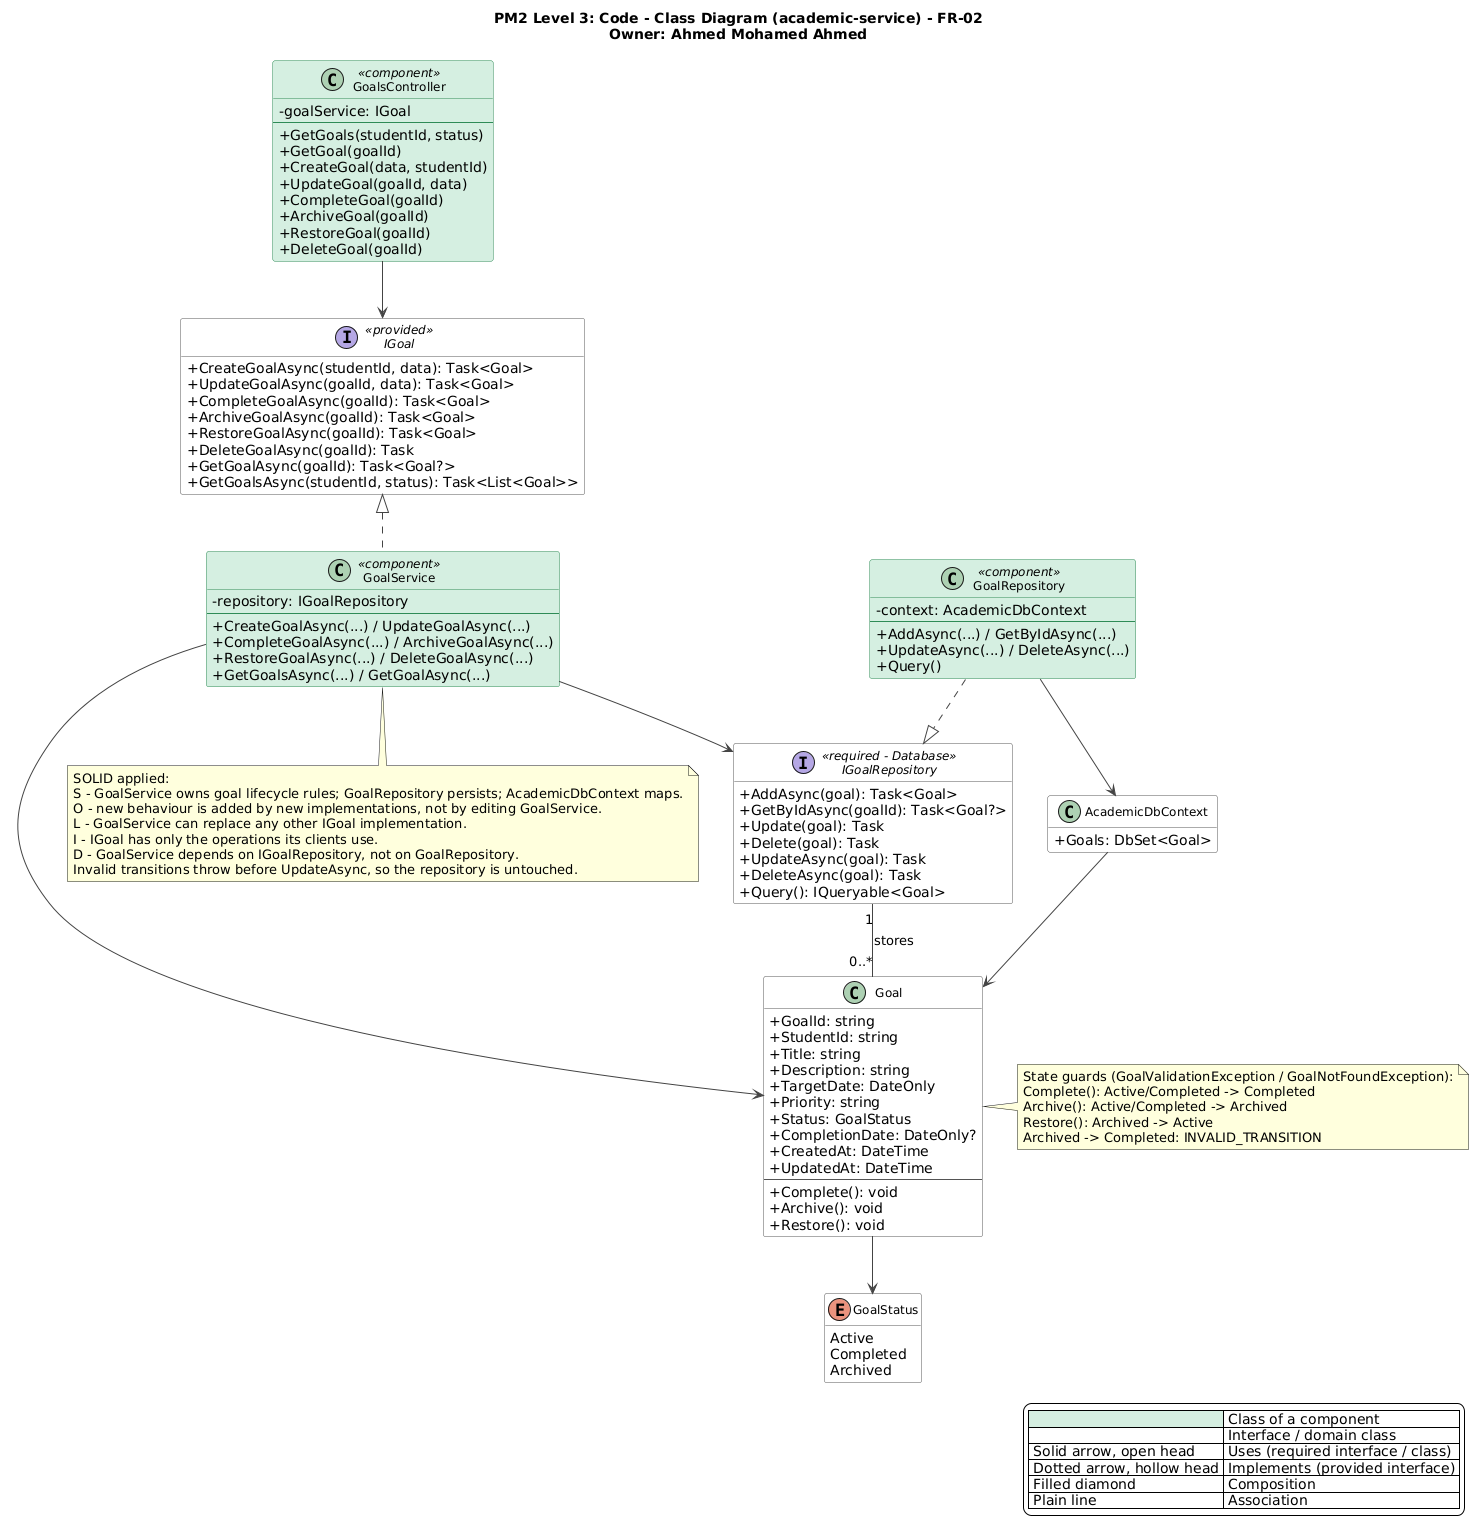 PM2 Level 3: Code - Class Diagram (academic-service) - FR-02
Owner: Ahmed Mohamed Ahmed
C
«component»
GoalsController
-goalService: IGoal
+GetGoals(studentId, status)
+GetGoal(goalId)
+CreateGoal(data, studentId)
+UpdateGoal(goalId, data)
+CompleteGoal(goalId)
+ArchiveGoal(goalId)
+RestoreGoal(goalId)
+DeleteGoal(goalId)
I
«provided»
IGoal
+CreateGoalAsync(studentId, data): Task<Goal>
+UpdateGoalAsync(goalId, data): Task<Goal>
+CompleteGoalAsync(goalId): Task<Goal>
+ArchiveGoalAsync(goalId): Task<Goal>
+RestoreGoalAsync(goalId): Task<Goal>
+DeleteGoalAsync(goalId): Task
+GetGoalAsync(goalId): Task<Goal?>
+GetGoalsAsync(studentId, status): Task<List<Goal>>
C
«component»
GoalService
-repository: IGoalRepository
+CreateGoalAsync(...) / UpdateGoalAsync(...)
+CompleteGoalAsync(...) / ArchiveGoalAsync(...)
+RestoreGoalAsync(...) / DeleteGoalAsync(...)
+GetGoalsAsync(...) / GetGoalAsync(...)
C
«component»
GoalRepository
-context: AcademicDbContext
+AddAsync(...) / GetByIdAsync(...)
+UpdateAsync(...) / DeleteAsync(...)
+Query()
SOLID applied:
S - GoalService owns goal lifecycle rules; GoalRepository persists; AcademicDbContext maps.
O - new behaviour is added by new implementations, not by editing GoalService.
L - GoalService can replace any other IGoal implementation.
I - IGoal has only the operations its clients use.
D - GoalService depends on IGoalRepository, not on GoalRepository.
Invalid transitions throw before UpdateAsync, so the repository is untouched.
I
«required - Database»
IGoalRepository
+AddAsync(goal): Task<Goal>
+GetByIdAsync(goalId): Task<Goal?>
+Update(goal): Task
+Delete(goal): Task
+UpdateAsync(goal): Task
+DeleteAsync(goal): Task
+Query(): IQueryable<Goal>
C
AcademicDbContext
+Goals: DbSet<Goal>
1
stores
0..*
C
Goal
+GoalId: string
+StudentId: string
+Title: string
+Description: string
+TargetDate: DateOnly
+Priority: string
+Status: GoalStatus
+CompletionDate: DateOnly?
+CreatedAt: DateTime
+UpdatedAt: DateTime
+Complete(): void
+Archive(): void
+Restore(): void
State guards (GoalValidationException / GoalNotFoundException):
Complete(): Active/Completed -> Completed
Archive(): Active/Completed -> Archived
Restore(): Archived -> Active
Archived -> Completed: INVALID_TRANSITION
E
GoalStatus
Active
Completed
Archived
Class of a component
Interface / domain class
Solid arrow, open head Uses (required interface / class)
Dotted arrow, hollow head Implements (provided interface)
Filled diamond Composition
Plain line Association